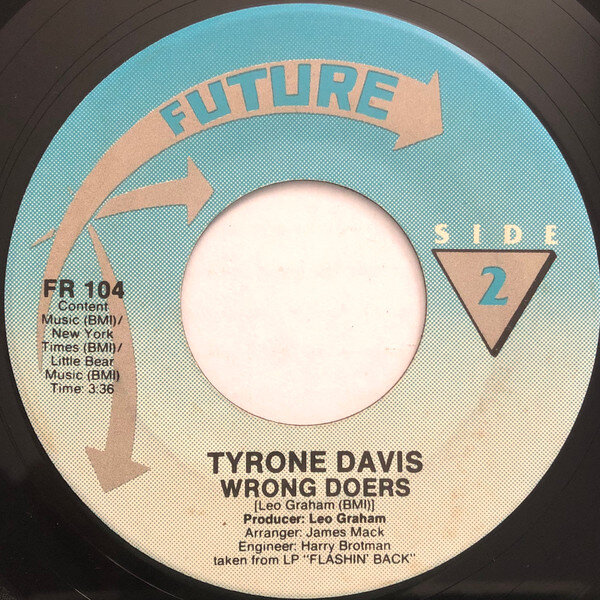 FUTURE
SIDE
2
FR 104
Content
Music (BMI)/
New York
Times (BMI)/
Little Bear
Music (BMI)
Time: 3:36
TYRONE DAVIS
WRONG DOERS
[Leo Graham (BMI)]
Producer: Leo Graham
Arranger: James Mack
Engineer: Harry Brotman
taken from LP "FLASHIN' BACK"